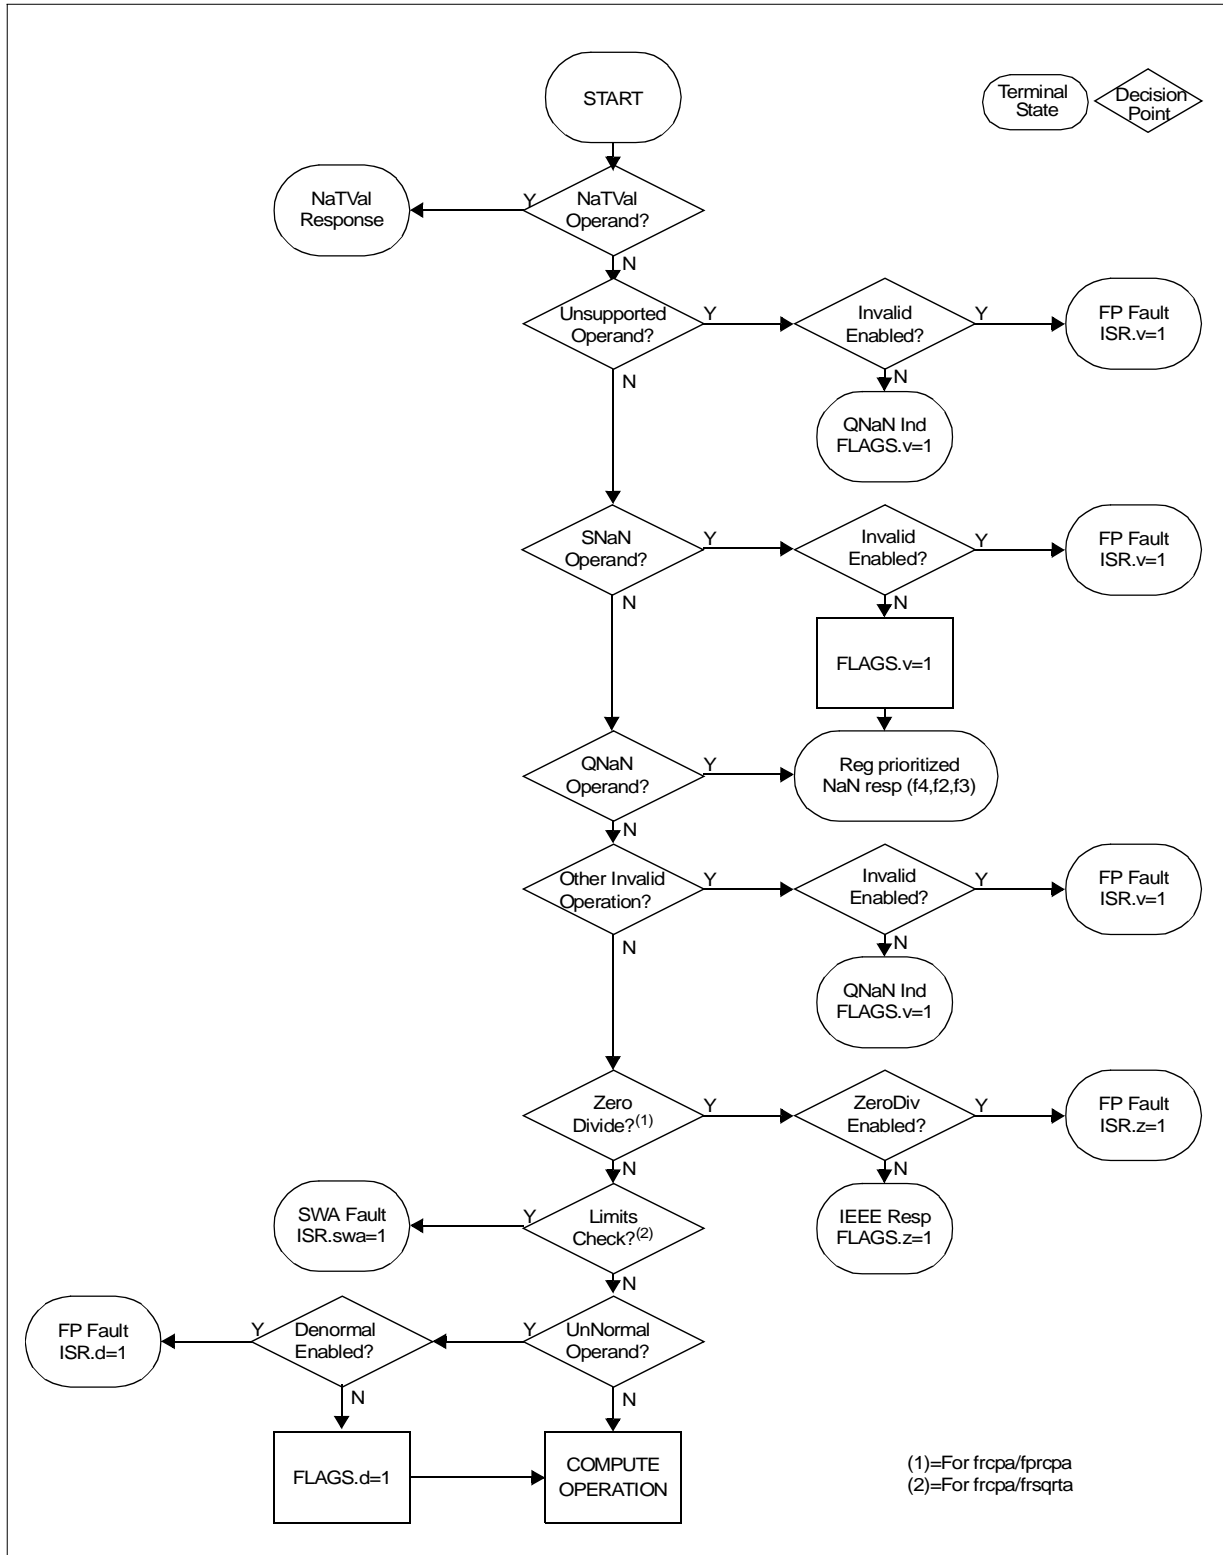 START
Terminal
State
Decision
Point
NaTVal
Response
Y
NaTVal
Operand?
N
Unsupported
Operand?
Y
Invalid
Enabled?
Y
FP Fault
ISR.v=1
N
N
QNaN Ind
FLAGS.v=1
SNaN
Operand?
Y
Invalid
Enabled?
Y
FP Fault
ISR.v=1
N
N
FLAGS.v=1
QNaN
Operand?
Y
Reg prioritized
NaN resp (f4,f2,f3)
N
Other Invalid
Operation?
Y
Invalid
Enabled?
Y
FP Fault
ISR.v=1
N
N
QNaN Ind
FLAGS.v=1
Zero
Divide?(1)
Y
ZeroDiv
Enabled?
Y
FP Fault
ISR.z=1
N
N
SWA Fault
ISR.swa=1
Y
Limits
Check?(2)
IEEE Resp
FLAGS.z=1
N
FP Fault
ISR.d=1
Y
Denormal
Enabled?
Y
UnNormal
Operand?
N
N
FLAGS.d=1
COMPUTE
OPERATION
(1)=For frcpa/fprcpa
(2)=For frcpa/frsqrta